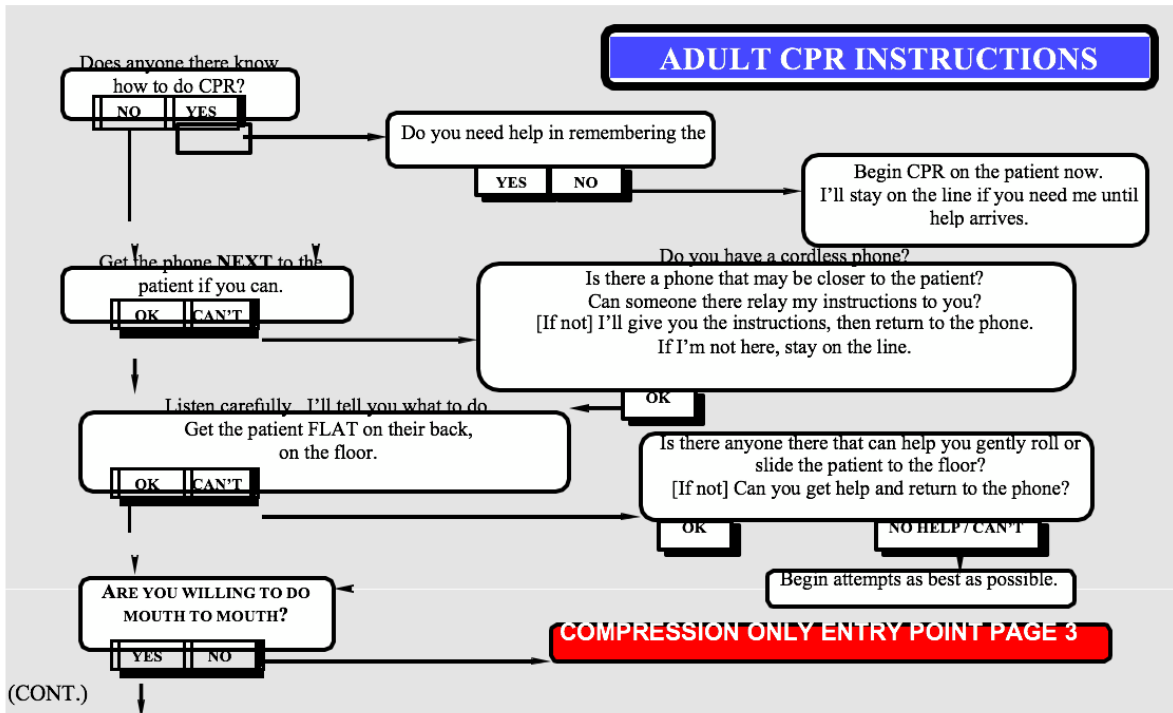 ADULT CPR INSTRUCTIONS
Does anyone there know
how to do CPR?
NO YES
Do you need help in remembering the
YES NO
Begin CPR on the patient now.
I'll stay on the line if you need me until
help arrives.
Get the phone NEXT to the
patient if you can.
OK CAN'T
Do you have a cordless phone?
Is there a phone that may be closer to the patient?
Can someone there relay my instructions to you?
[If not] I'll give you the instructions, then return to the phone.
If I'm not here, stay on the line.
OK
Listen carefully. I'll tell you what to do
Get the patient FLAT on their back,
on the floor.
OK CAN'T
Is there anyone there that can help you gently roll or
slide the patient to the floor?
[If not] Can you get help and return to the phone?
OK
NO HELP / CAN'T
Begin attempts as best as possible.
ARE YOU WILLING TO DO
MOUTH TO MOUTH?
YES NO
COMPRESSION ONLY ENTRY POINT PAGE 3
(CONT.)